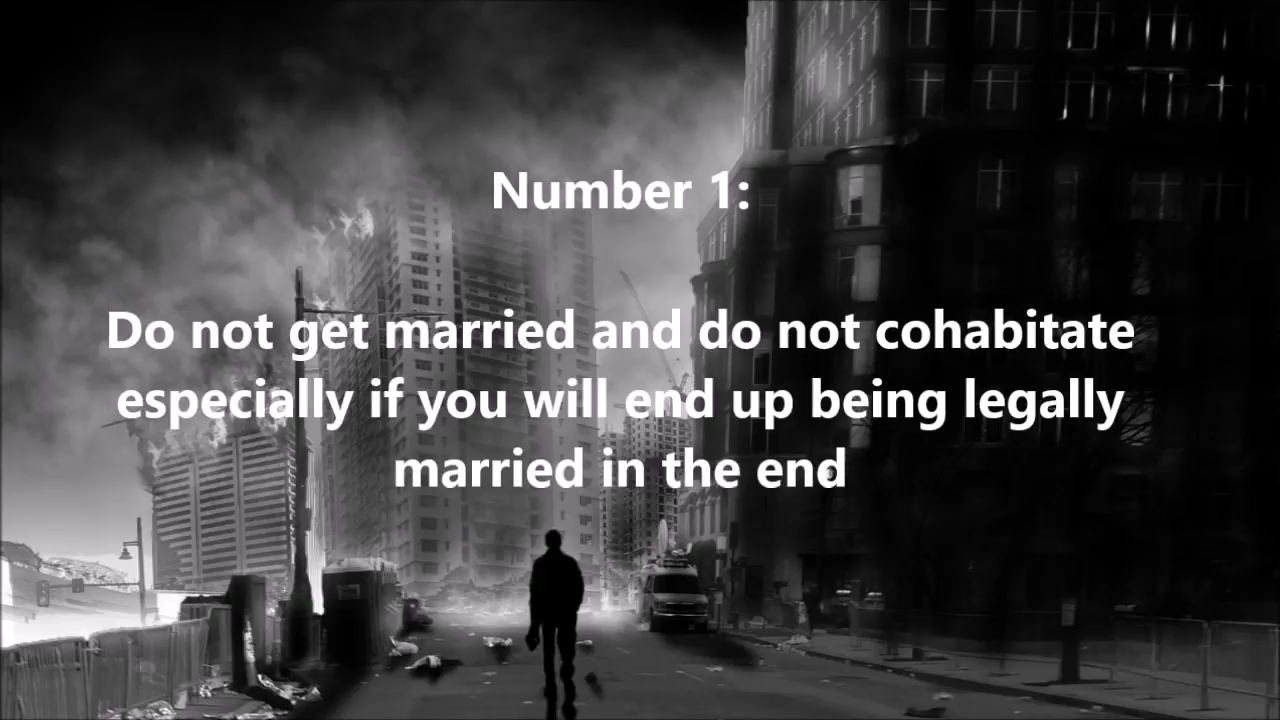 Number 1:
Do not get married and do not cohabitate
especially if you will end up being legally
married in the end